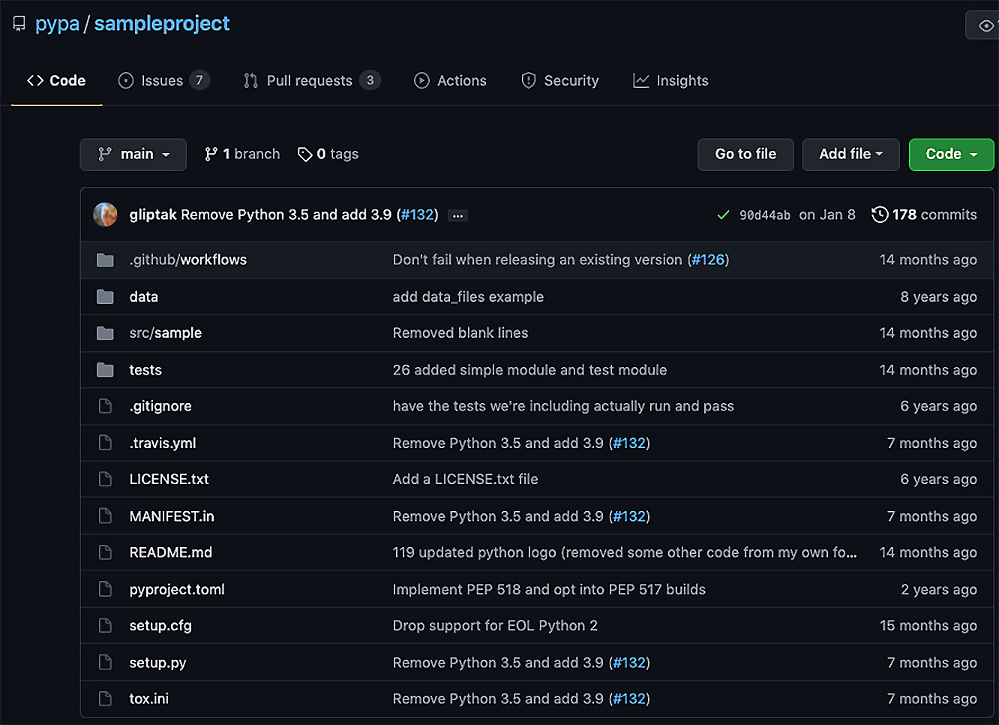 pypa / sampleproject
Code Issues 7 Pull requests 3 Actions Security Insights
main 1 branch 0 tags Go to file Add file Code
gliptak Remove Python 3.5 and add 3.9 (#132) ... 90d44ab on Jan 8 178 commits
.github/workflows Don't fail when releasing an existing version (#126) 14 months ago
data add data_files example 8 years ago
src/sample Removed blank lines 14 months ago
tests 26 added simple module and test module 14 months ago
.gitignore have the tests we're including actually run and pass 6 years ago
.travis.yml Remove Python 3.5 and add 3.9 (#132) 7 months ago
LICENSE.txt Add a LICENSE.txt file 6 years ago
MANIFEST.in Remove Python 3.5 and add 3.9 (#132) 7 months ago
README.md 119 updated python logo (removed some other code from my own fo... 14 months ago
pyproject.toml Implement PEP 518 and opt into PEP 517 builds 2 years ago
setup.cfg Drop support for EOL Python 2 15 months ago
setup.py Remove Python 3.5 and add 3.9 (#132) 7 months ago
tox.ini Remove Python 3.5 and add 3.9 (#132) 7 months ago